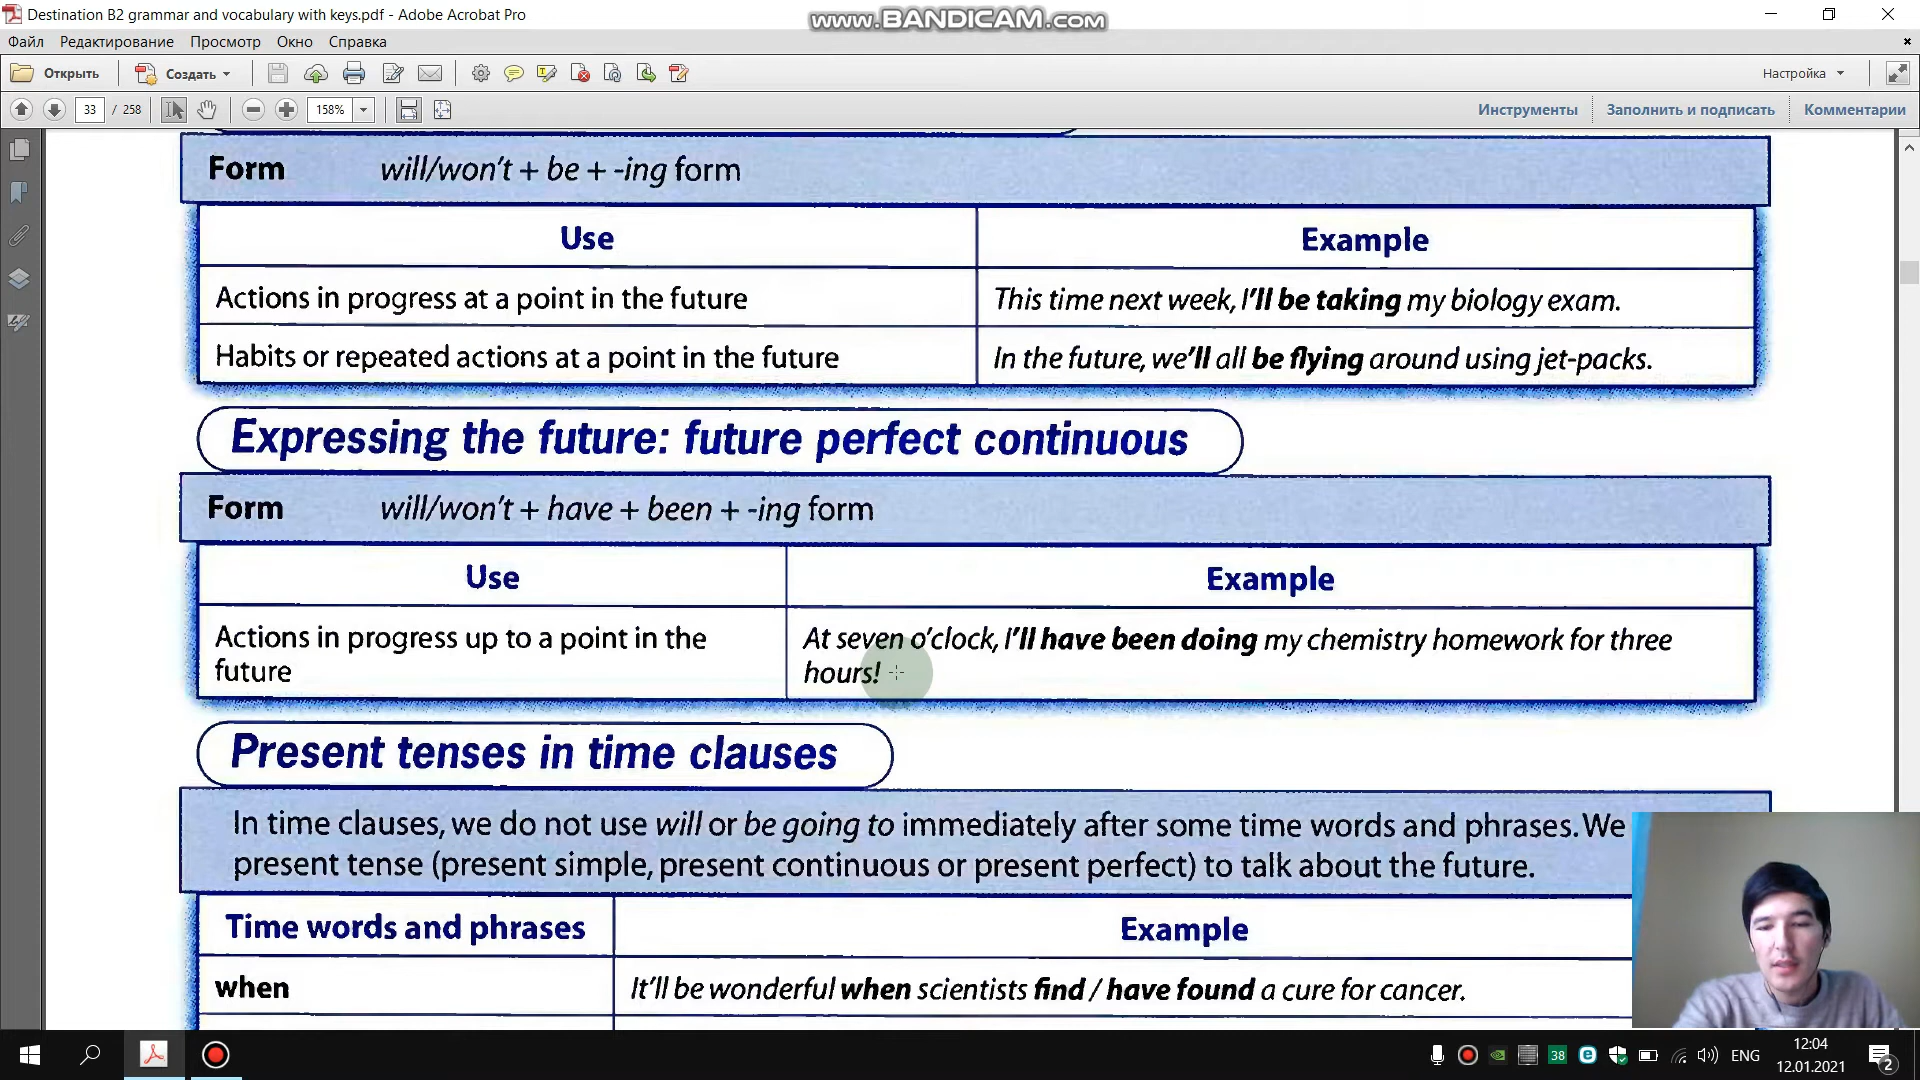 Destination B2 grammar and vocabulary with keys.pdf - Adobe Acrobat Pro
www.BANDICAM.com
Файл Редактирование Просмотр Окно Справка
Открыть Создать Настройка
33 / 258 158% Инструменты Заполнить и подписать Комментарии
Form will/won't + be + -ing form
Use Example
Actions in progress at a point in the future This time next week, I'll be taking my biology exam.
Habits or repeated actions at a point in the future In the future, we'll all be flying around using jet-packs.
Expressing the future: future perfect continuous
Form will/won't + have + been + -ing form
Use Example
Actions in progress up to a point in the At seven o'clock, I'll have been doing my chemistry homework for three
future hours!
Present tenses in time clauses
In time clauses, we do not use will or be going to immediately after some time words and phrases. We
present tense (present simple, present continuous or present perfect) to talk about the future.
Time words and phrases Example
when It'll be wonderful when scientists find / have found a cure for cancer.
38 ENG 12:04
12.01.2021 2